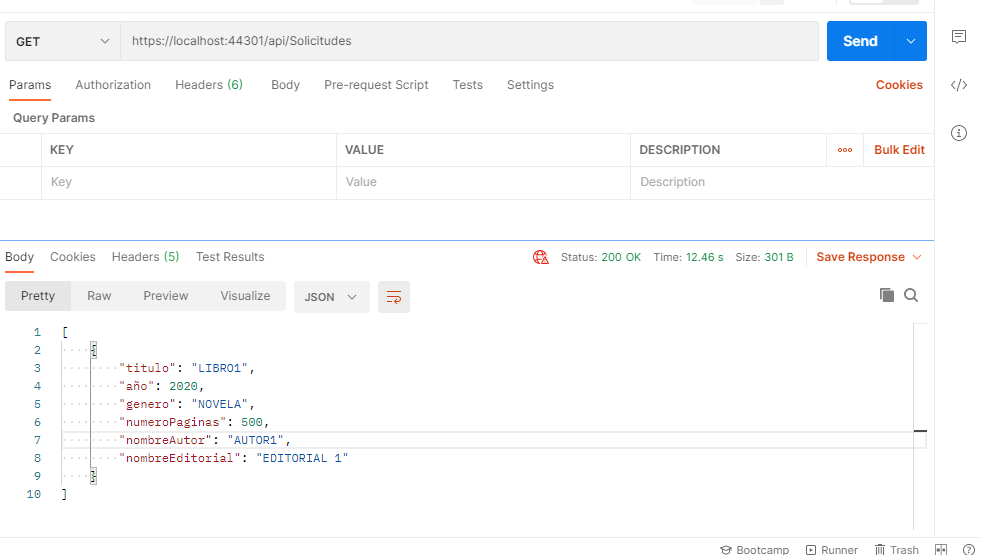 GET https://localhost:44301/api/Solicitudes Send
Params Authorization Headers (6) Body Pre-request Script Tests Settings Cookies
Query Params
KEY VALUE DESCRIPTION ooo Bulk Edit
Key Value Description
Body Cookies Headers (5) Test Results Status: 200 OK Time: 12.46 s Size: 301 B Save Response
Pretty Raw Preview Visualize JSON
1 [
2 {
3 "titulo": "LIBRO1",
4 "año": 2020,
5 "genero": "NOVELA",
6 "numeroPaginas": 500,
7 "nombreAutor": "AUTOR1",
8 "nombreEditorial": "EDITORIAL 1"
9 }
10 ]
Bootcamp Runner Trash